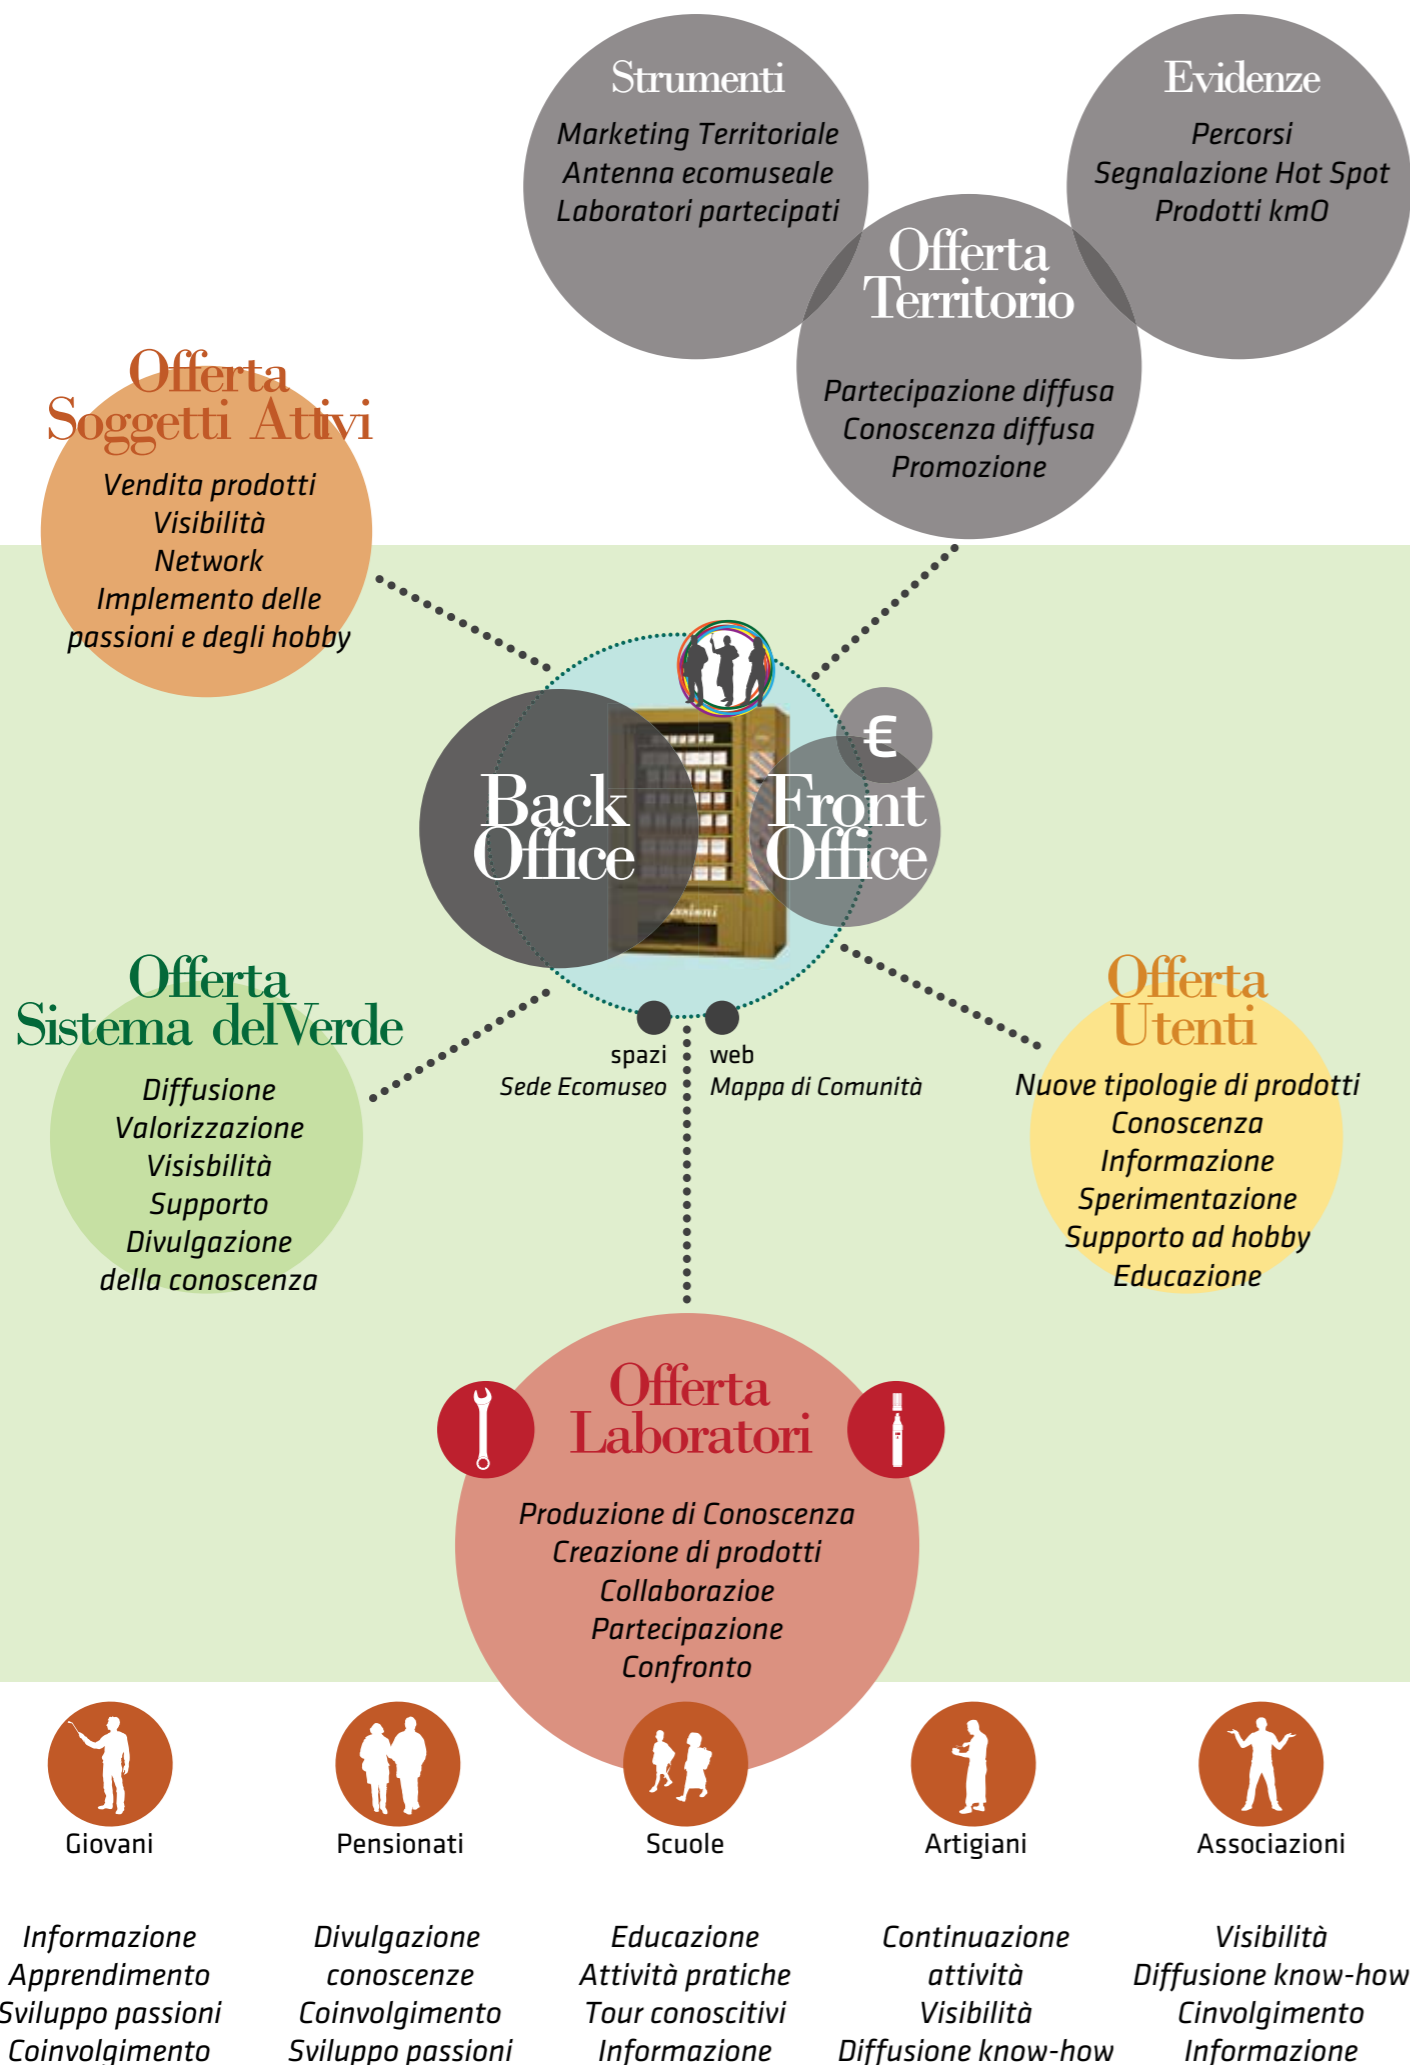 Strumenti
Marketing Territoriale
Antenna ecomuseale
Laboratori partecipati
Evidenze
Percorsi
Segnalazione Hot Spot
Prodotti km0
Offerta
Territorio
Partecipazione diffusa
Conoscenza diffusa
Promozione
Offerta
Soggetti Attivi
Vendita prodotti
Visibilità
Network
Implemento delle
passioni e degli hobby
€
Back
Office
Front
Office
spazi
Sede Ecomuseo
web
Mappa di Comunità
Offerta
Sistema del Verde
Diffusione
Valorizzazione
Visisbilità
Supporto
Divulgazione
della conoscenza
Offerta
Utenti
Nuove tipologie di prodotti
Conoscenza
Informazione
Sperimentazione
Supporto ad hobby
Educazione
Offerta
Laboratori
Produzione di Conoscenza
Creazione di prodotti
Collaborazioe
Partecipazione
Confronto
Giovani
Informazione
Apprendimento
Sviluppo passioni
Coinvolgimento
Pensionati
Divulgazione
conoscenze
Coinvolgimento
Sviluppo passioni
Scuole
Educazione
Attività pratiche
Tour conoscitivi
Informazione
Artigiani
Continuazione
attività
Visibilità
Diffusione know-how
Associazioni
Visibilità
Diffusione know-how
Cinvolgimento
Informazione